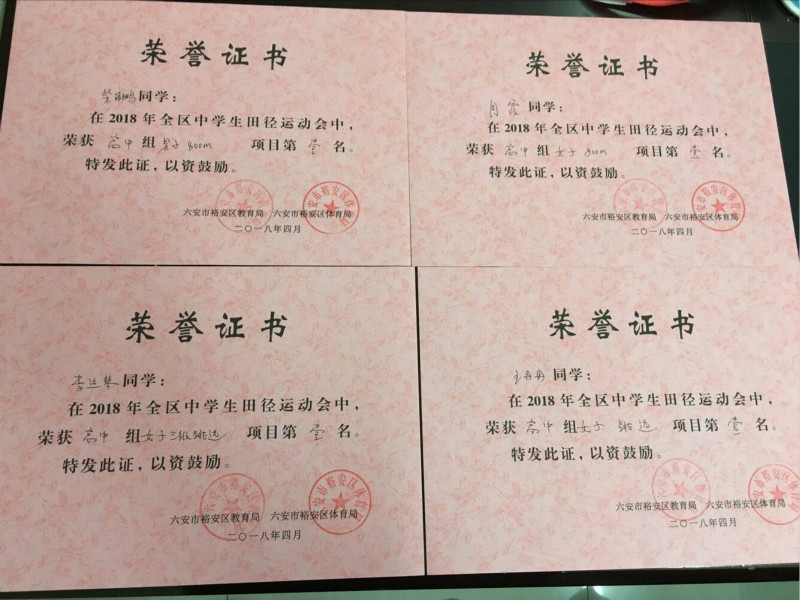 荣誉证书
同学：
在2018年全区中学生田径运动会中，
荣获 高中 组 男子 800m 项目第 壹 名。
特发此证，以资鼓励。
六安市裕安区教育局 六安市裕安区体育局
二〇一八年四月
荣誉证书
肖霞 同学：
在2018年全区中学生田径运动会中，
荣获 高中 组 女子 800m 项目第 壹 名。
特发此证，以资鼓励。
六安市裕安区教育局 六安市裕安区体育局
二〇一八年四月
荣誉证书
李运琴 同学：
在2018年全区中学生田径运动会中，
荣获 高中 组 女子三级跳远 项目第 壹 名。
特发此证，以资鼓励。
六安市裕安区教育局 六安市裕安区体育局
二〇一八年四月
荣誉证书
王丹丹 同学：
在2018年全区中学生田径运动会中，
荣获 高中 组 女子 跳远 项目第 壹 名。
特发此证，以资鼓励。
六安市裕安区教育局 六安市裕安区体育局
二〇一八年四月